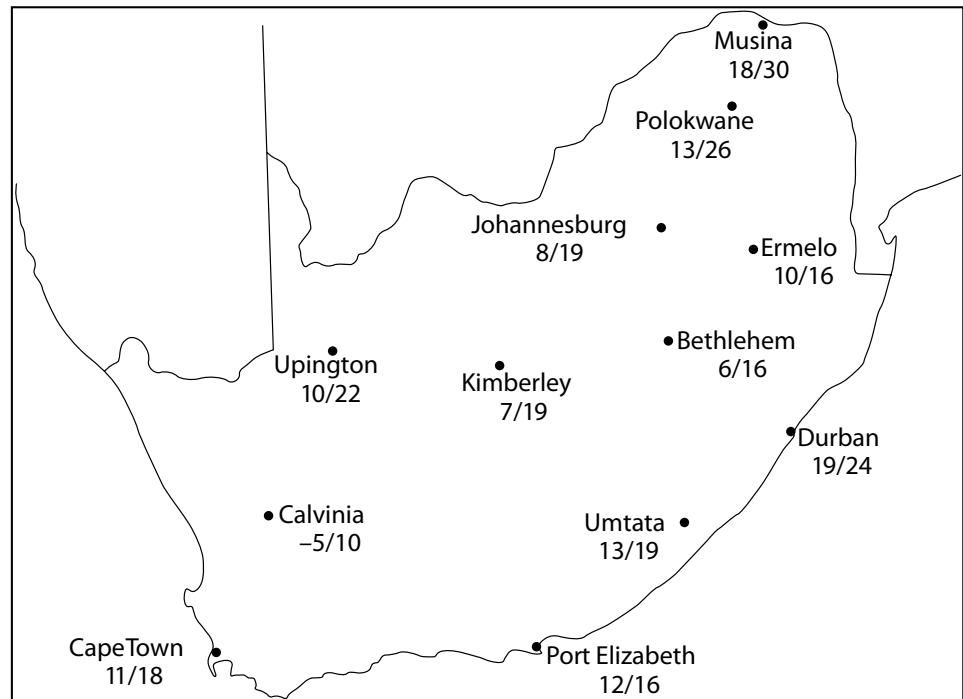 Musina
18/30
Polokwane
13/26
Johannesburg
8/19
Ermelo
10/16
Bethlehem
6/16
Upington
10/22
Kimberley
7/19
Durban
19/24
Calvinia
–5/10
Umtata
13/19
CapeTown
11/18
Port Elizabeth
12/16